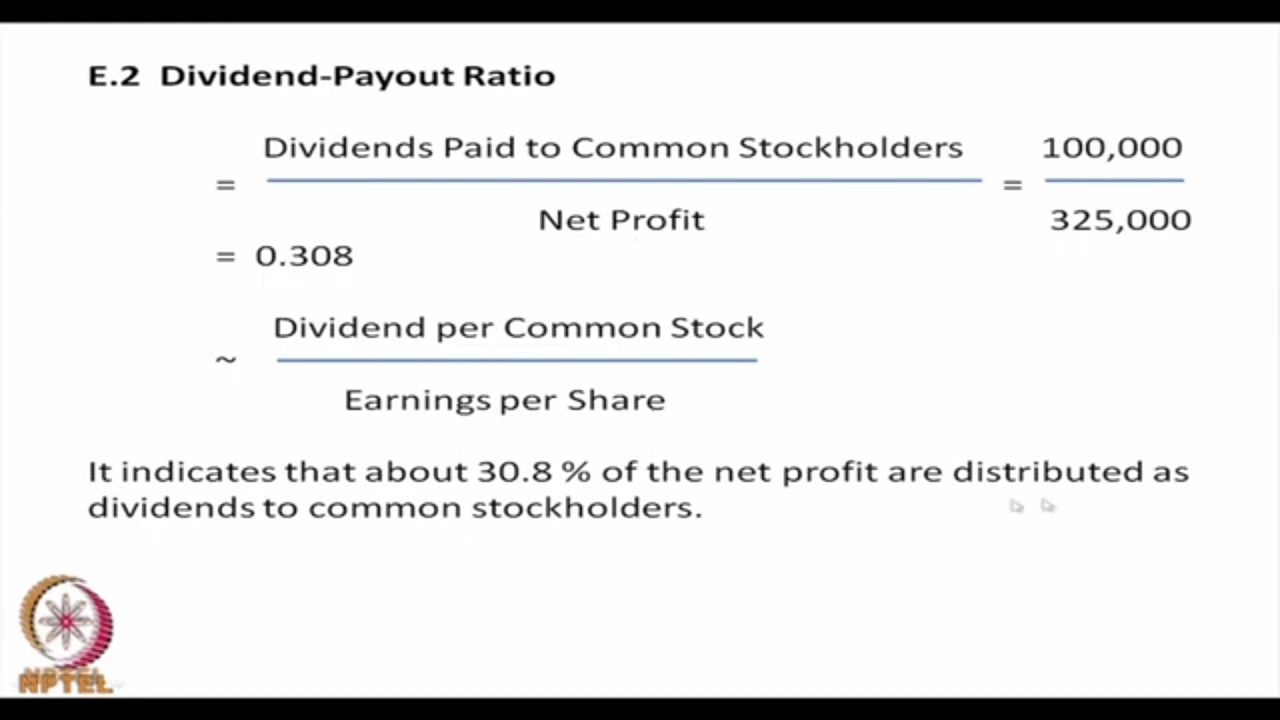 E.2 Dividend-Payout Ratio
= Dividends Paid to Common Stockholders = 100,000
Net Profit 325,000
= 0.308
Dividend per Common Stock
~
Earnings per Share
It indicates that about 30.8 % of the net profit are distributed as
dividends to common stockholders.
NPTEL